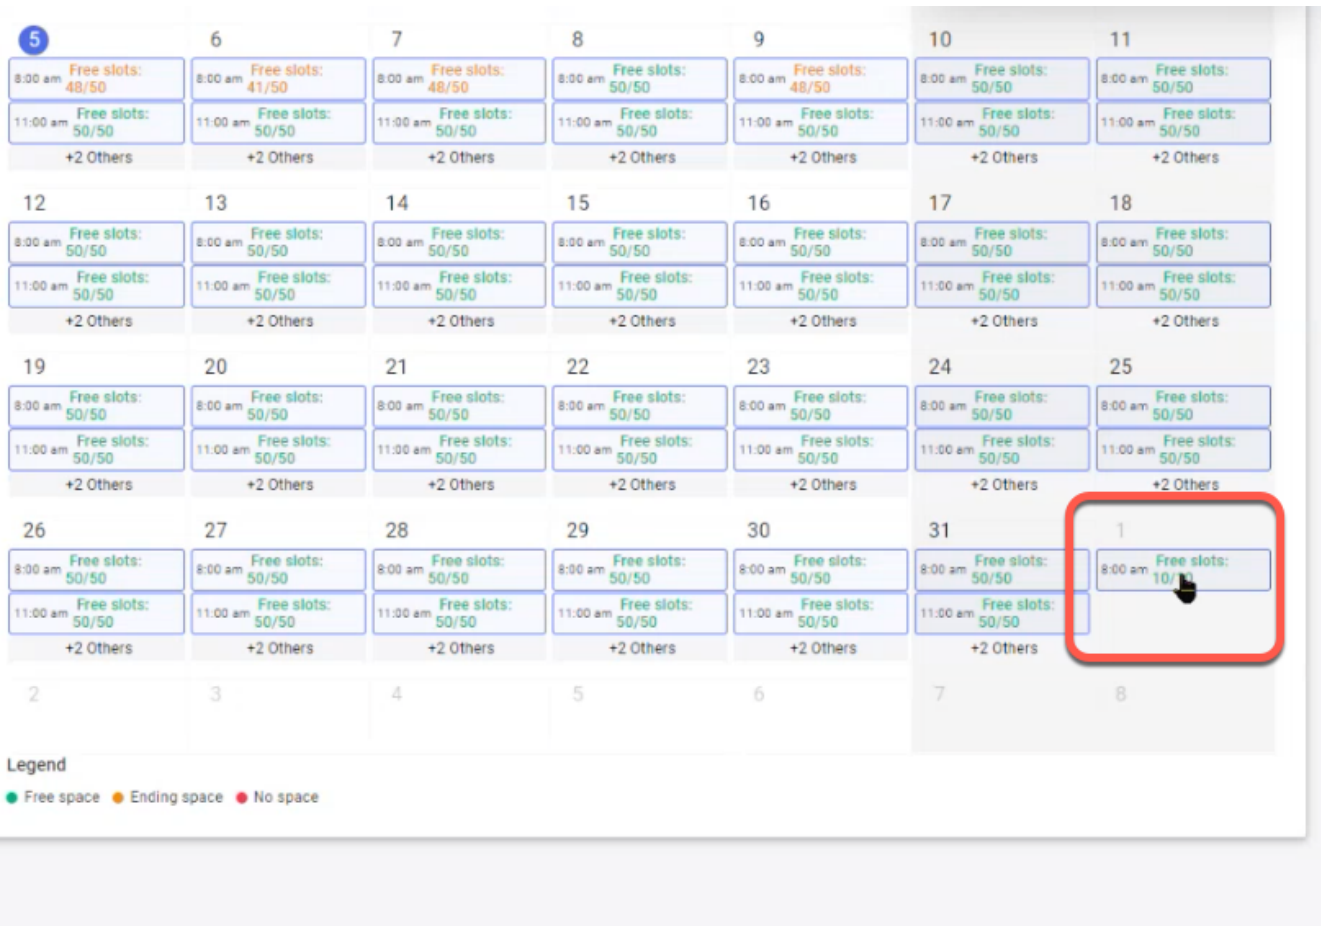 5 6 7 8 9 10 11
8:00 am Free slots: 48/50 8:00 am Free slots: 41/50 8:00 am Free slots: 48/50 8:00 am Free slots: 50/50 8:00 am Free slots: 48/50 8:00 am Free slots: 50/50 8:00 am Free slots: 50/50
11:00 am Free slots: 50/50 11:00 am Free slots: 50/50 11:00 am Free slots: 50/50 11:00 am Free slots: 50/50 11:00 am Free slots: 50/50 11:00 am Free slots: 50/50 11:00 am Free slots: 50/50
+2 Others +2 Others +2 Others +2 Others +2 Others +2 Others +2 Others
12 13 14 15 16 17 18
8:00 am Free slots: 50/50 8:00 am Free slots: 50/50 8:00 am Free slots: 50/50 8:00 am Free slots: 50/50 8:00 am Free slots: 50/50 8:00 am Free slots: 50/50 8:00 am Free slots: 50/50
11:00 am Free slots: 50/50 11:00 am Free slots: 50/50 11:00 am Free slots: 50/50 11:00 am Free slots: 50/50 11:00 am Free slots: 50/50 11:00 am Free slots: 50/50 11:00 am Free slots: 50/50
+2 Others +2 Others +2 Others +2 Others +2 Others +2 Others +2 Others
19 20 21 22 23 24 25
8:00 am Free slots: 50/50 8:00 am Free slots: 50/50 8:00 am Free slots: 50/50 8:00 am Free slots: 50/50 8:00 am Free slots: 50/50 8:00 am Free slots: 50/50 8:00 am Free slots: 50/50
11:00 am Free slots: 50/50 11:00 am Free slots: 50/50 11:00 am Free slots: 50/50 11:00 am Free slots: 50/50 11:00 am Free slots: 50/50 11:00 am Free slots: 50/50 11:00 am Free slots: 50/50
+2 Others +2 Others +2 Others +2 Others +2 Others +2 Others +2 Others
26 27 28 29 30 31 1
8:00 am Free slots: 50/50 8:00 am Free slots: 50/50 8:00 am Free slots: 50/50 8:00 am Free slots: 50/50 8:00 am Free slots: 50/50 8:00 am Free slots: 50/50 8:00 am Free slots:
11:00 am Free slots: 50/50 11:00 am Free slots: 50/50 11:00 am Free slots: 50/50 11:00 am Free slots: 50/50 11:00 am Free slots: 50/50 11:00 am Free slots: 50/50
+2 Others +2 Others +2 Others +2 Others +2 Others +2 Others
2 3 4 5 6 7 8
Legend
Free space Ending space No space